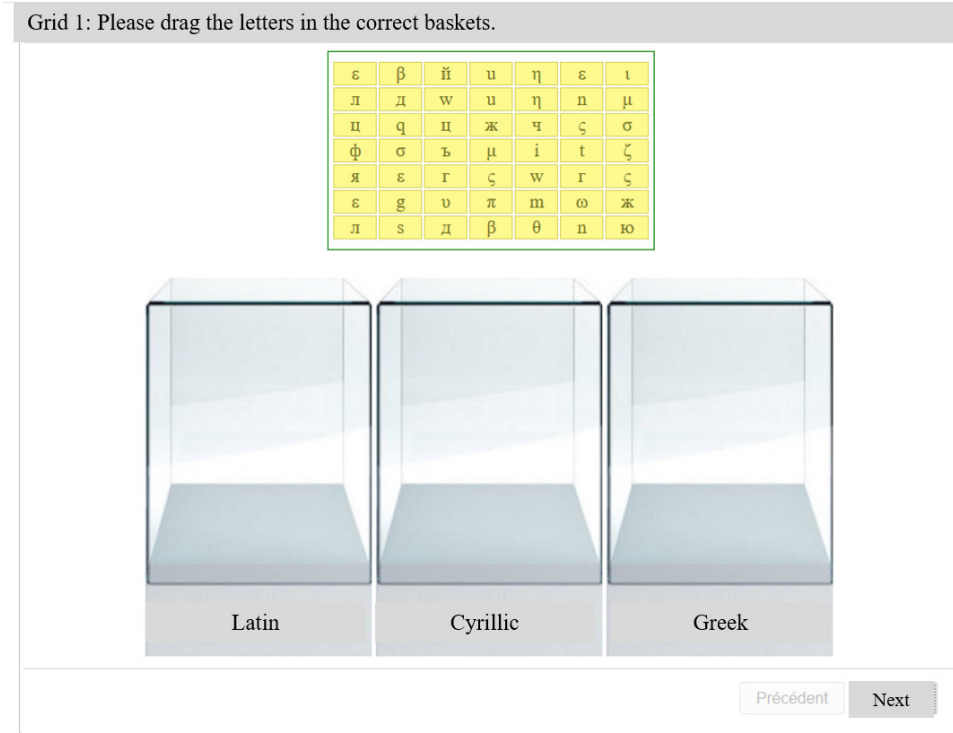 Grid 1: Please drag the letters in the correct baskets.
ε β й u η ε ι
л д w u η n μ
ц q ц ж ч ς σ
ф σ ъ μ i t ζ
я ε г ς w г ς
ε g υ π m ω ж
л s д β θ n ю
Latin Cyrillic Greek
Précédent Next